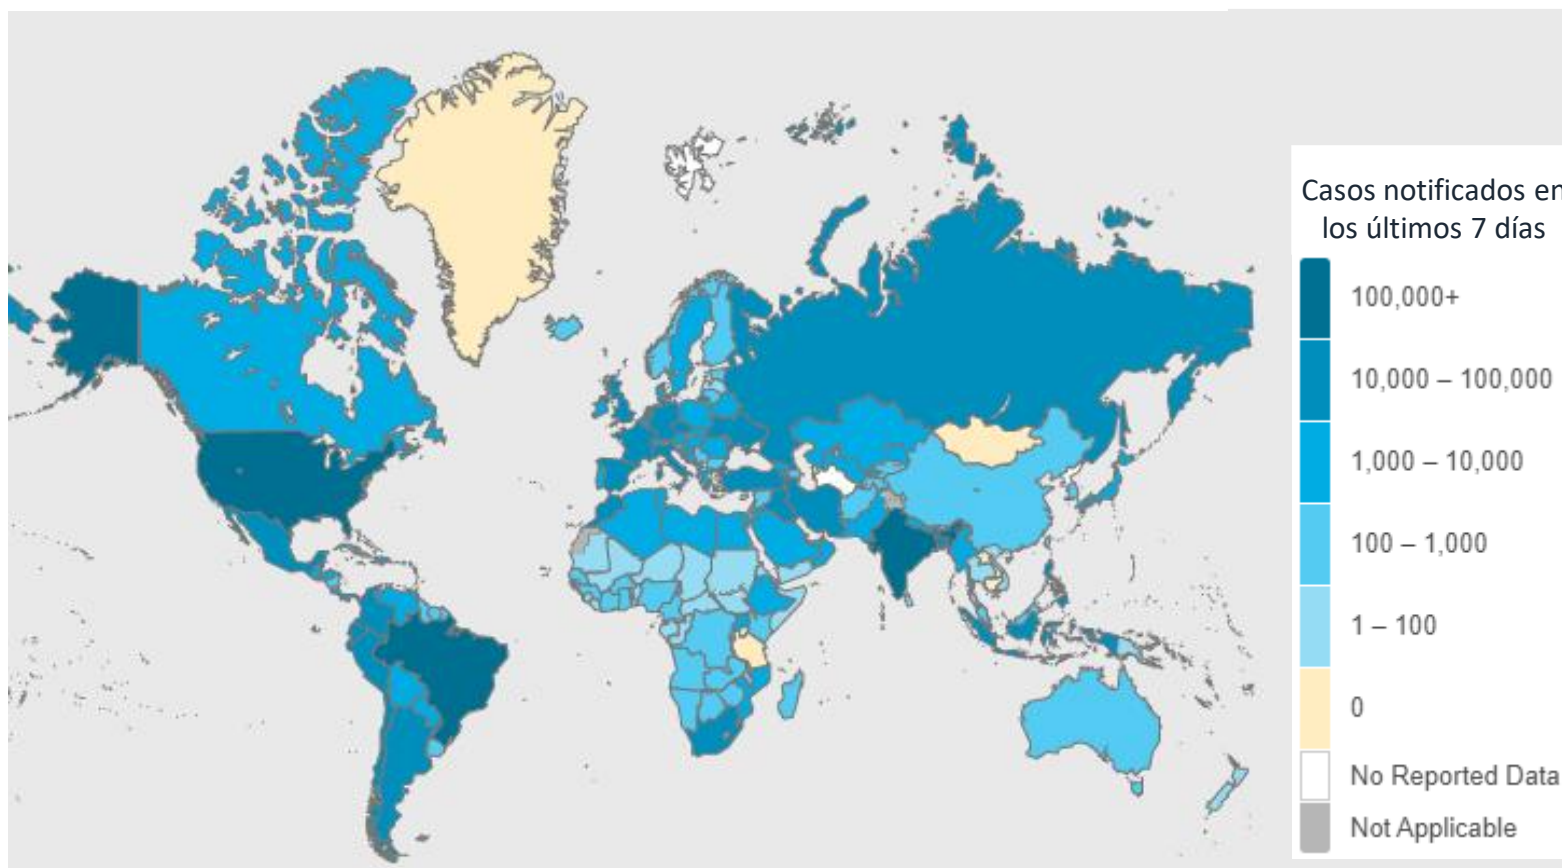 Casos notificados en
los últimos 7 días
100,000+
10,000 – 100,000
1,000 – 10,000
100 – 1,000
1 – 100
0
No Reported Data
Not Applicable